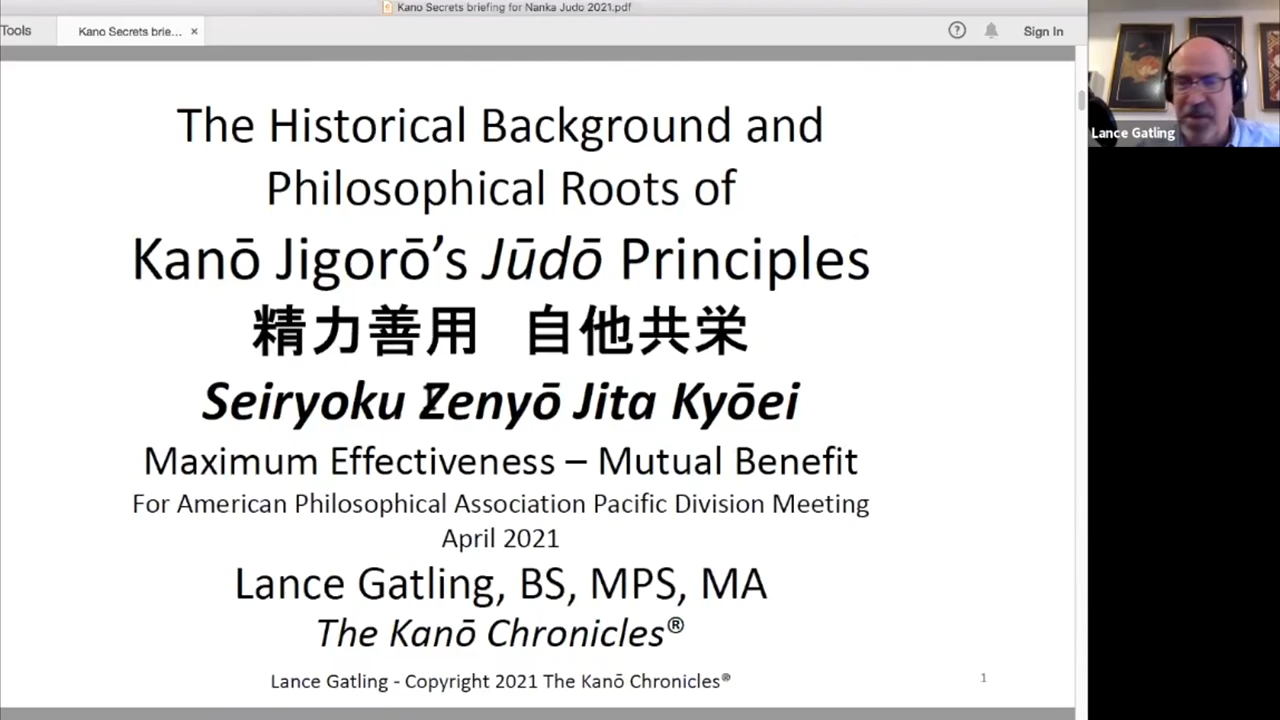 Kano Secrets briefing for Nanka Judo 2021.pdf
Tools
Kano Secrets brie... ×
? Sign In
The Historical Background and
Philosophical Roots of
Kanō Jigorō’s Jūdō Principles
精力善用 自他共栄
Seiryoku Zenyō Jita Kyōei
Maximum Effectiveness – Mutual Benefit
For American Philosophical Association Pacific Division Meeting
April 2021
Lance Gatling, BS, MPS, MA
The Kanō Chronicles®
Lance Gatling - Copyright 2021 The Kanō Chronicles®
1
Lance Gatling